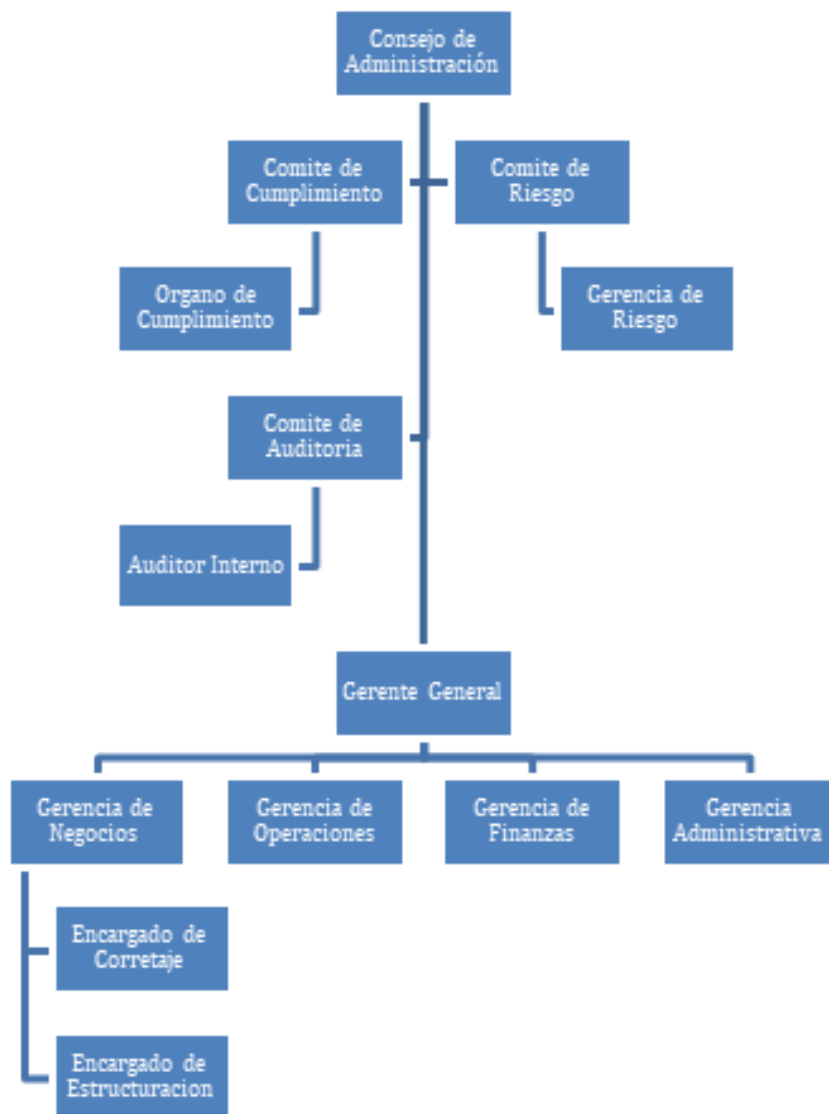 Consejo de
Administración
Comite de
Cumplimiento
Comite de
Riesgo
Organo de
Cumplimiento
Gerencia de
Riesgo
Comite de
Auditoria
Auditor Interno
Gerente General
Gerencia de
Negocios
Gerencia de
Operaciones
Gerencia de
Finanzas
Gerencia
Administrativa
Encargado de
Corretaje
Encargado de
Estructuracion